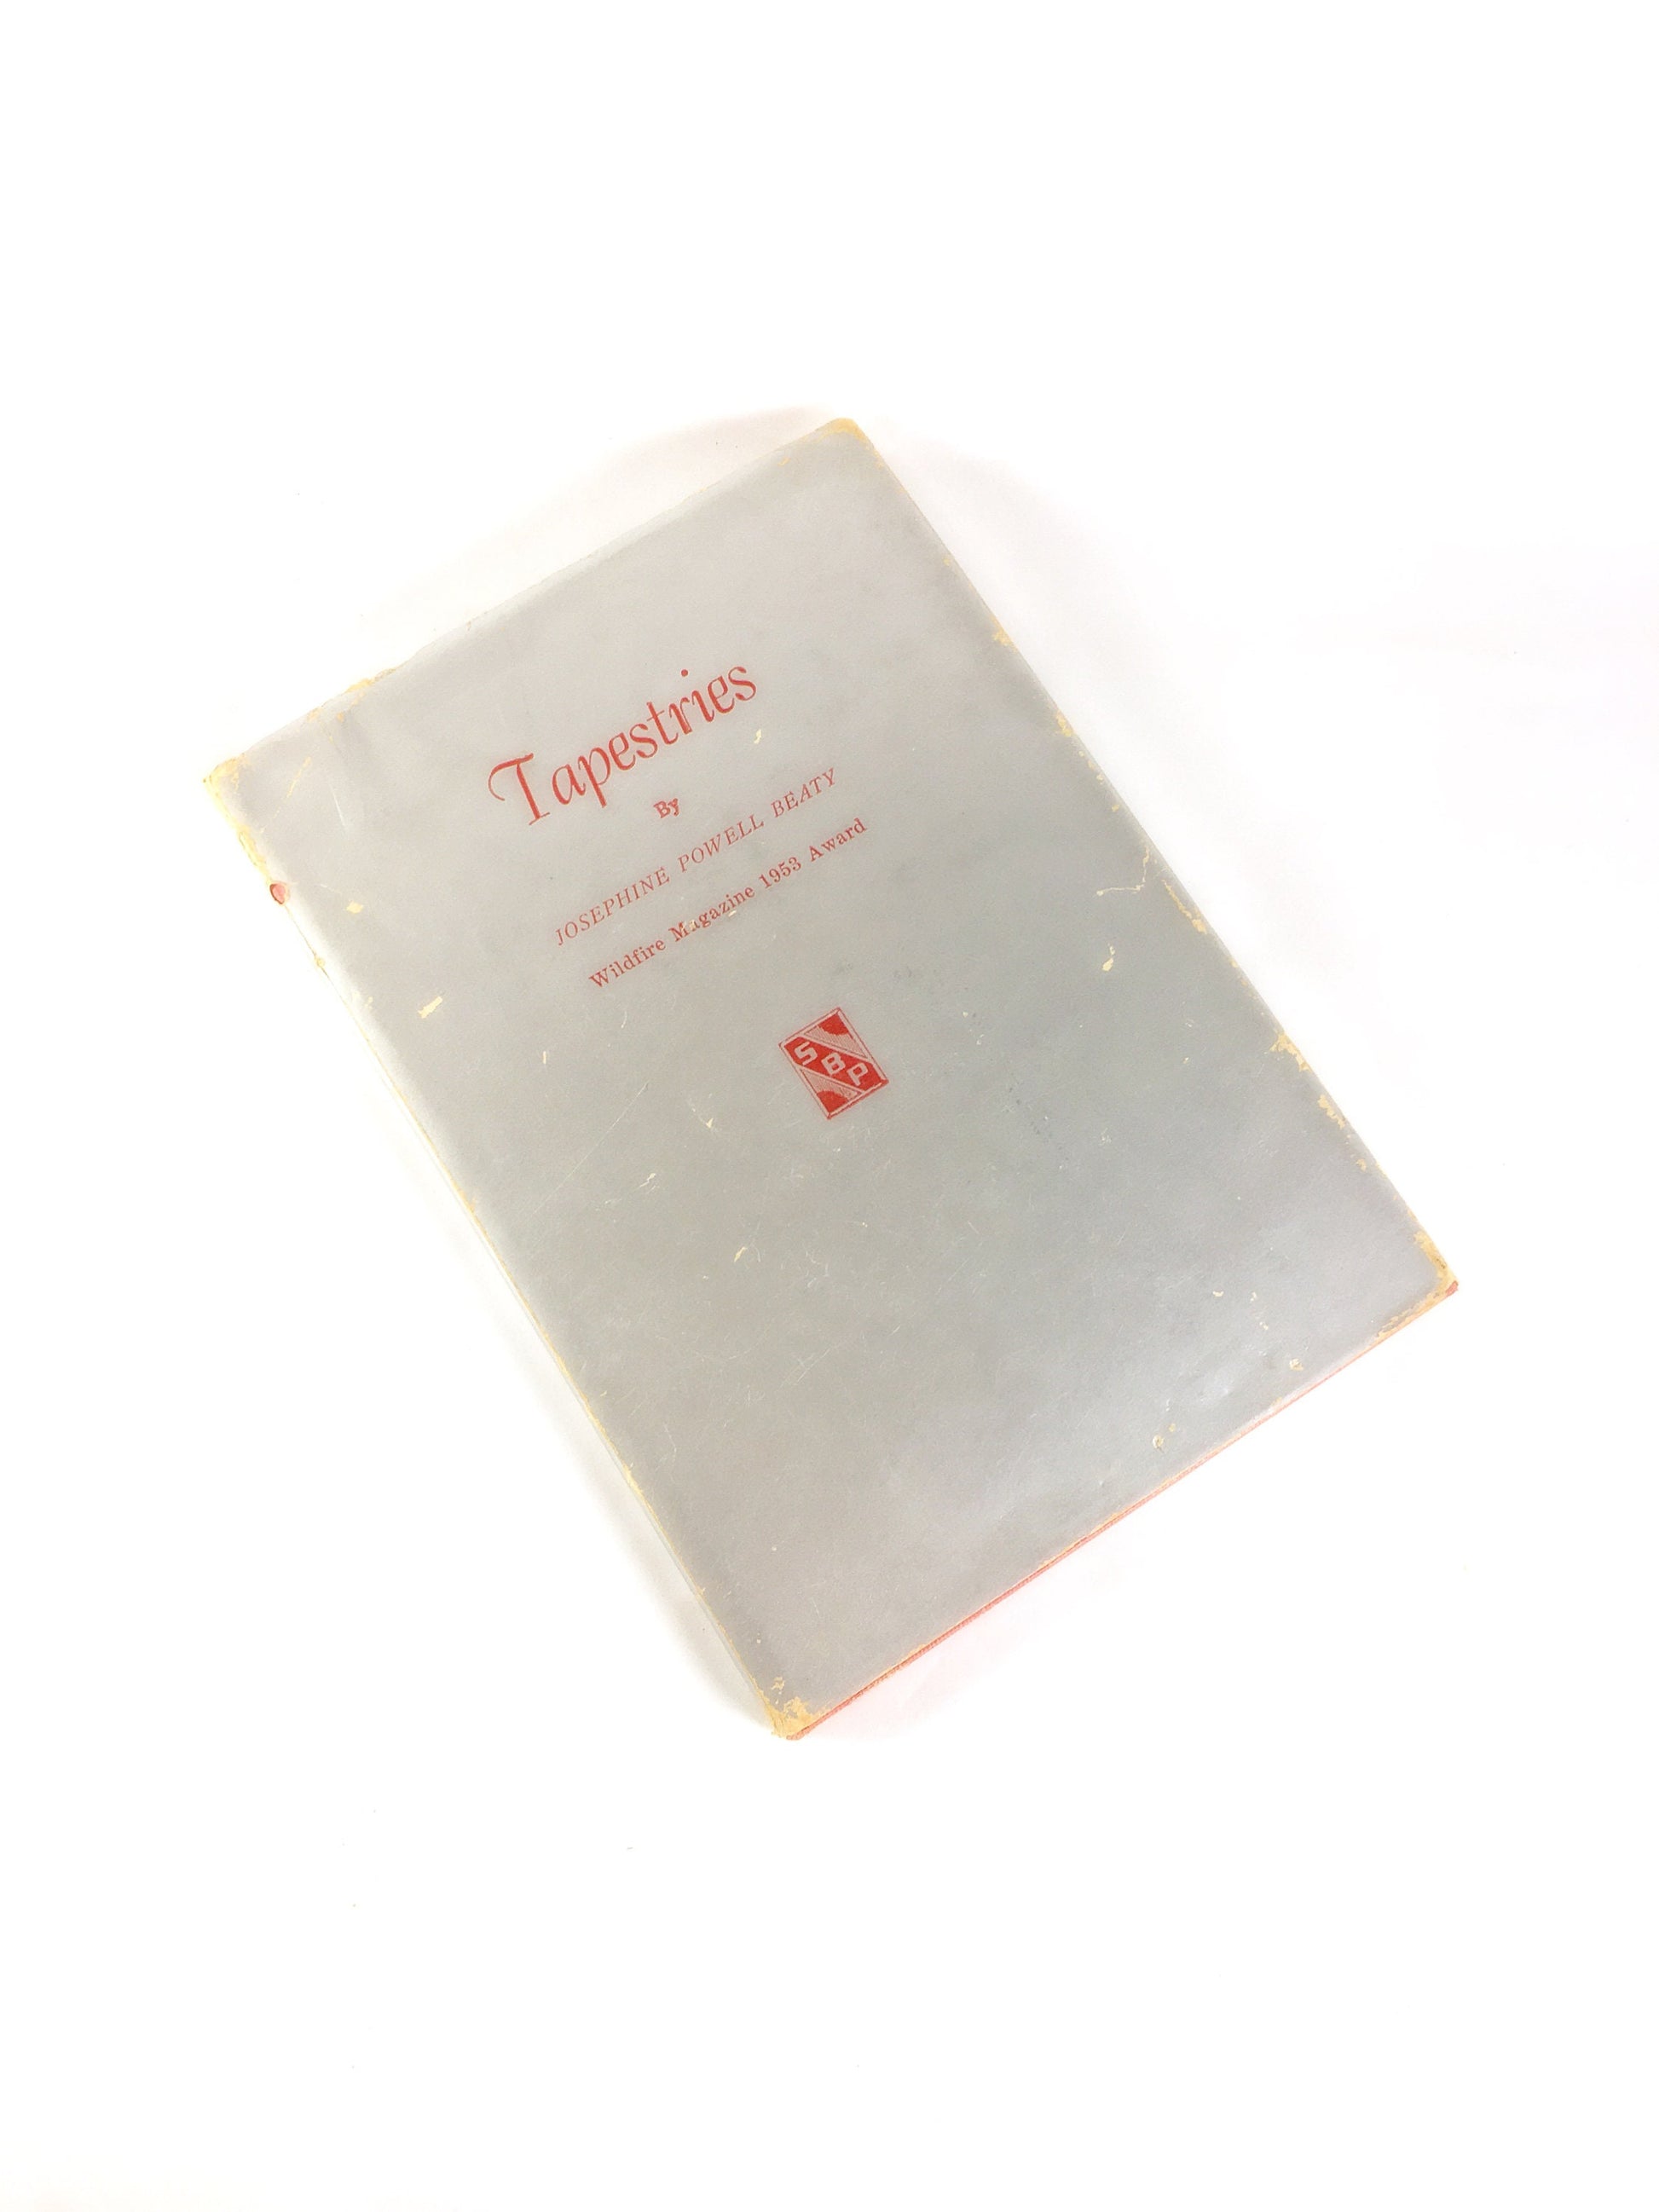 Tapestries
By
JOSEPHINE POWELL BEATY
Wildfire Magazine 1953 Award
SBP